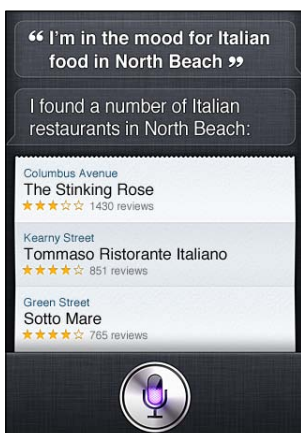 “ I’m in the mood for Italian
food in North Beach ”
I found a number of Italian
restaurants in North Beach:
Columbus Avenue
The Stinking Rose
1430 reviews
Kearny Street
Tommaso Ristorante Italiano
851 reviews
Green Street
Sotto Mare
765 reviews